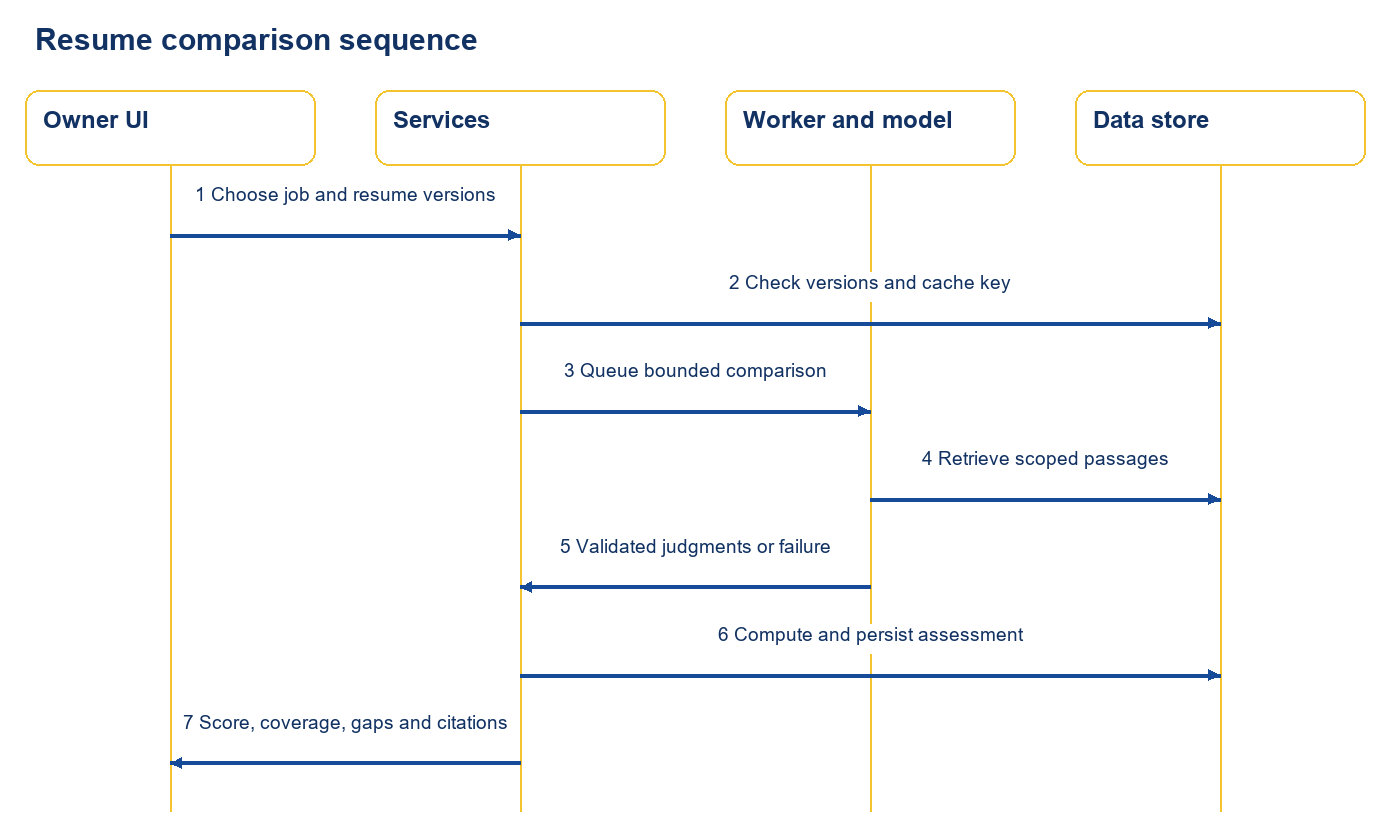 Resume comparison sequence
Owner UI
Services
Worker and model
Data store
1 Choose job and resume versions
2 Check versions and cache key
3 Queue bounded comparison
4 Retrieve scoped passages
5 Validated judgments or failure
6 Compute and persist assessment
7 Score, coverage, gaps and citations